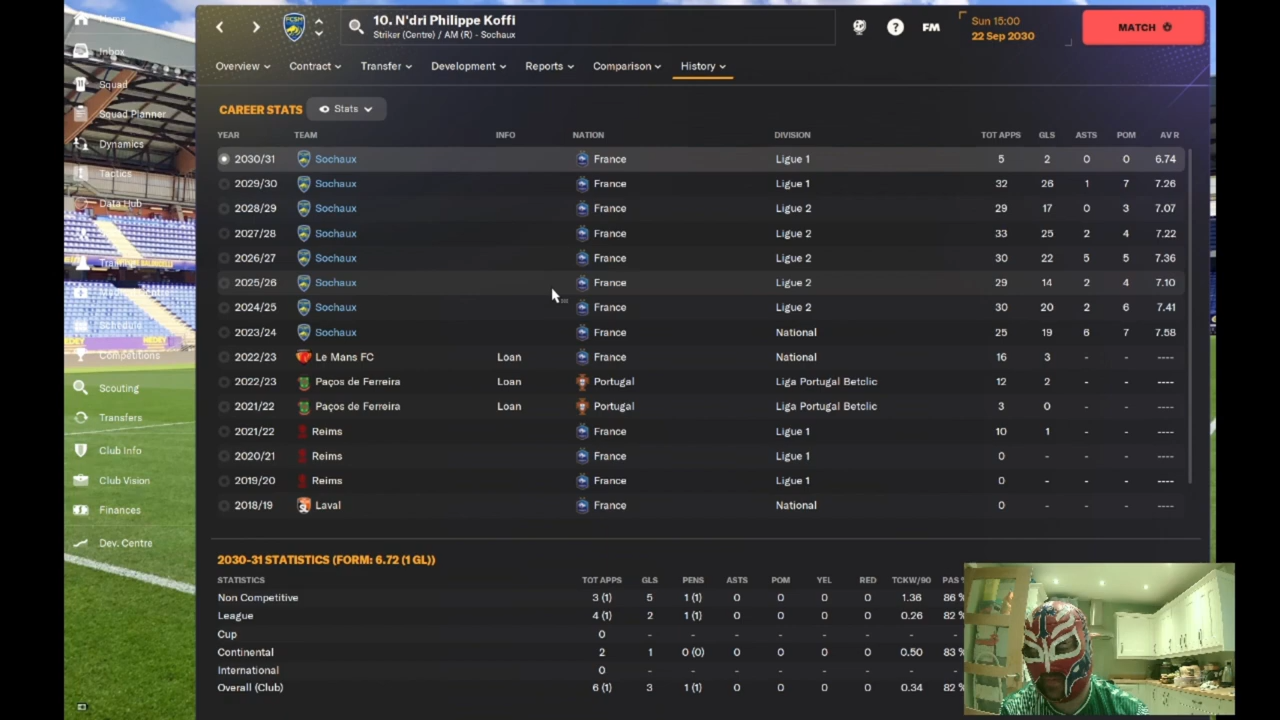 10. N'dri Philippe Koffi
Striker (Centre) / AM (R) - Sochaux
? FM
Sun 15:00
22 Sep 2030
MATCH
Overview Contract Transfer Development Reports Comparison History
Home
Inbox
Squad
Squad Planner
Dynamics
Tactics
Data Hub
Schedule
Competitions
Scouting
Transfers
Club Info
Club Vision
Finances
Dev. Centre
CAREER STATS Stats
YEAR TEAM INFO NATION DIVISION TOT APPS GLS ASTS POM AV R
2030/31 Sochaux France Ligue 1 5 2 0 0 6.74
2029/30 Sochaux France Ligue 1 32 26 1 7 7.26
2028/29 Sochaux France Ligue 2 29 17 0 3 7.07
2027/28 Sochaux France Ligue 2 33 25 2 4 7.22
2026/27 Sochaux France Ligue 2 30 22 5 5 7.36
2025/26 Sochaux France Ligue 2 29 14 2 4 7.10
2024/25 Sochaux France Ligue 2 30 20 2 6 7.41
2023/24 Sochaux France National 25 19 6 7 7.58
2022/23 Le Mans FC Loan France National 16 3 - - ----
2022/23 Paços de Ferreira Loan Portugal Liga Portugal Betclic 12 2 - - ----
2021/22 Paços de Ferreira Loan Portugal Liga Portugal Betclic 3 0 - - ----
2021/22 Reims France Ligue 1 10 1 - - ----
2020/21 Reims France Ligue 1 0 - - - ----
2019/20 Reims France Ligue 1 0 - - - ----
2018/19 Laval France National 0 - - - ----
2030-31 STATISTICS (FORM: 6.72 (1 GL))
STATISTICS TOT APPS GLS PENS ASTS POM YEL RED TCKW/90 PAS %
Non Competitive 3 (1) 5 1 (1) 0 0 0 0 1.36 86 %
League 4 (1) 2 1 (1) 0 0 0 0 0.26 82 %
Cup 0 - - - - - - - -
Continental 2 1 0 (0) 0 0 0 0 0.50 83 %
International 0 - - - - - - - -
Overall (Club) 6 (1) 3 1 (1) 0 0 0 0 0.34 82 %